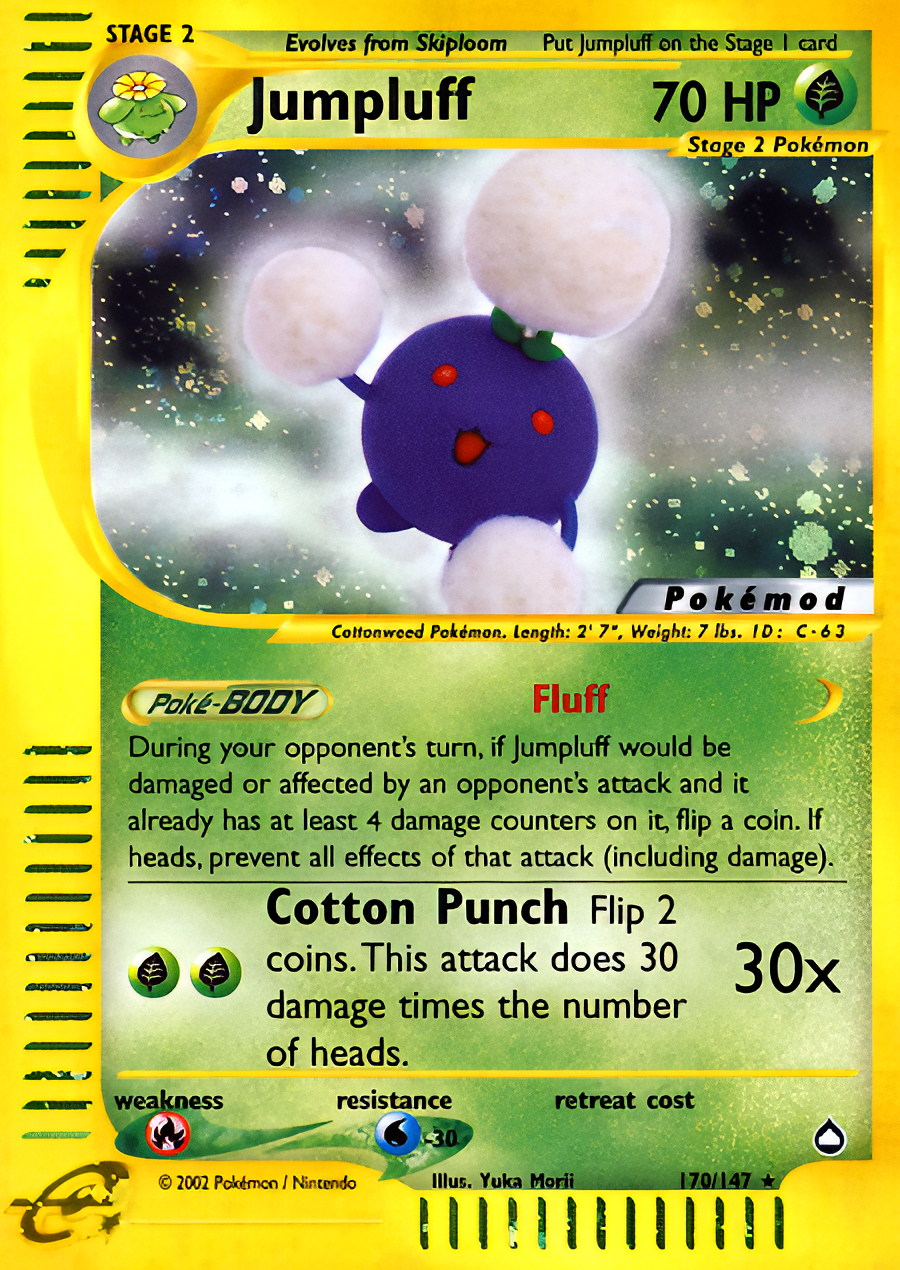 STAGE 2
Evolves from Skiploom Put Jumpluff on the Stage 1 card
Jumpluff 70 HP
Stage 2 Pokémon
Pokémod
Cottonweed Pokémon. Length: 2' 7", Weight: 7 lbs. ID: C-63
Poké-BODY Fluff
During your opponent's turn, if Jumpluff would be
damaged or affected by an opponent's attack and it
already has at least 4 damage counters on it, flip a coin. If
heads, prevent all effects of that attack (including damage).
Cotton Punch Flip 2
coins. This attack does 30
damage times the number
of heads.
30x
weakness resistance retreat cost
-30
© 2002 Pokémon / Nintendo Illus. Yuka Morii 170/147 ★